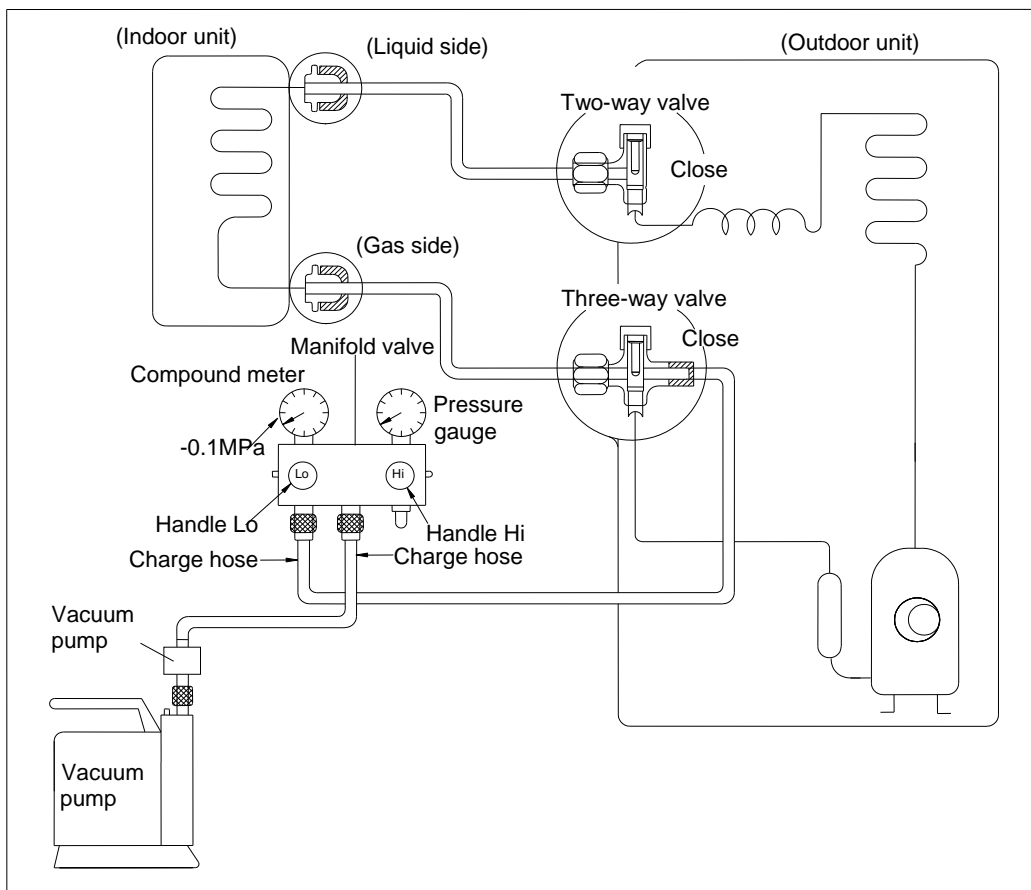 (Indoor unit)
(Liquid side)
(Outdoor unit)
Two-way valve
Close
(Gas side)
Three-way valve
Close
Manifold valve
Compound meter
Pressure
gauge
-0.1MPa
Lo
Hi
Handle Lo
Handle Hi
Charge hose
Charge hose
Vacuum
pump
Vacuum
pump